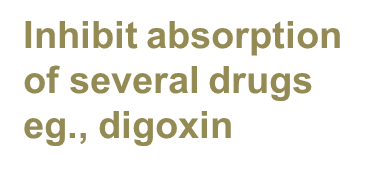 Inhibit absorption
of several drugs
eg., digoxin